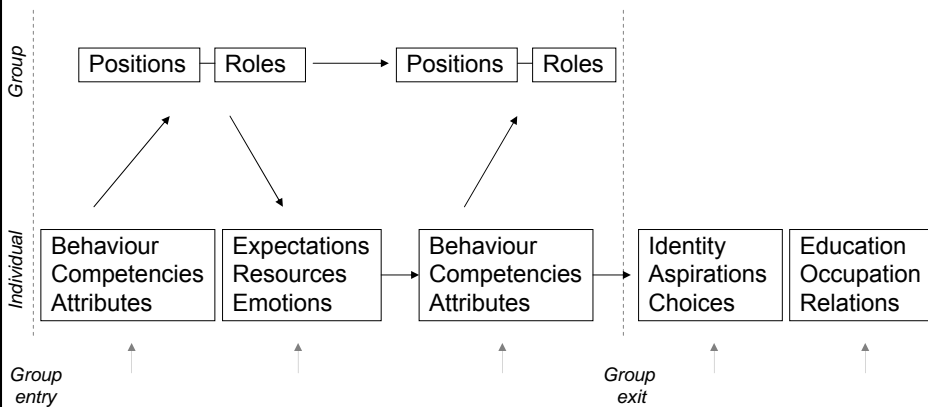 Group
Positions
Roles
Positions
Roles
Individual
Behaviour
Competencies
Attributes
Expectations
Resources
Emotions
Behaviour
Competencies
Attributes
Identity
Aspirations
Choices
Education
Occupation
Relations
Group
entry
Group
exit